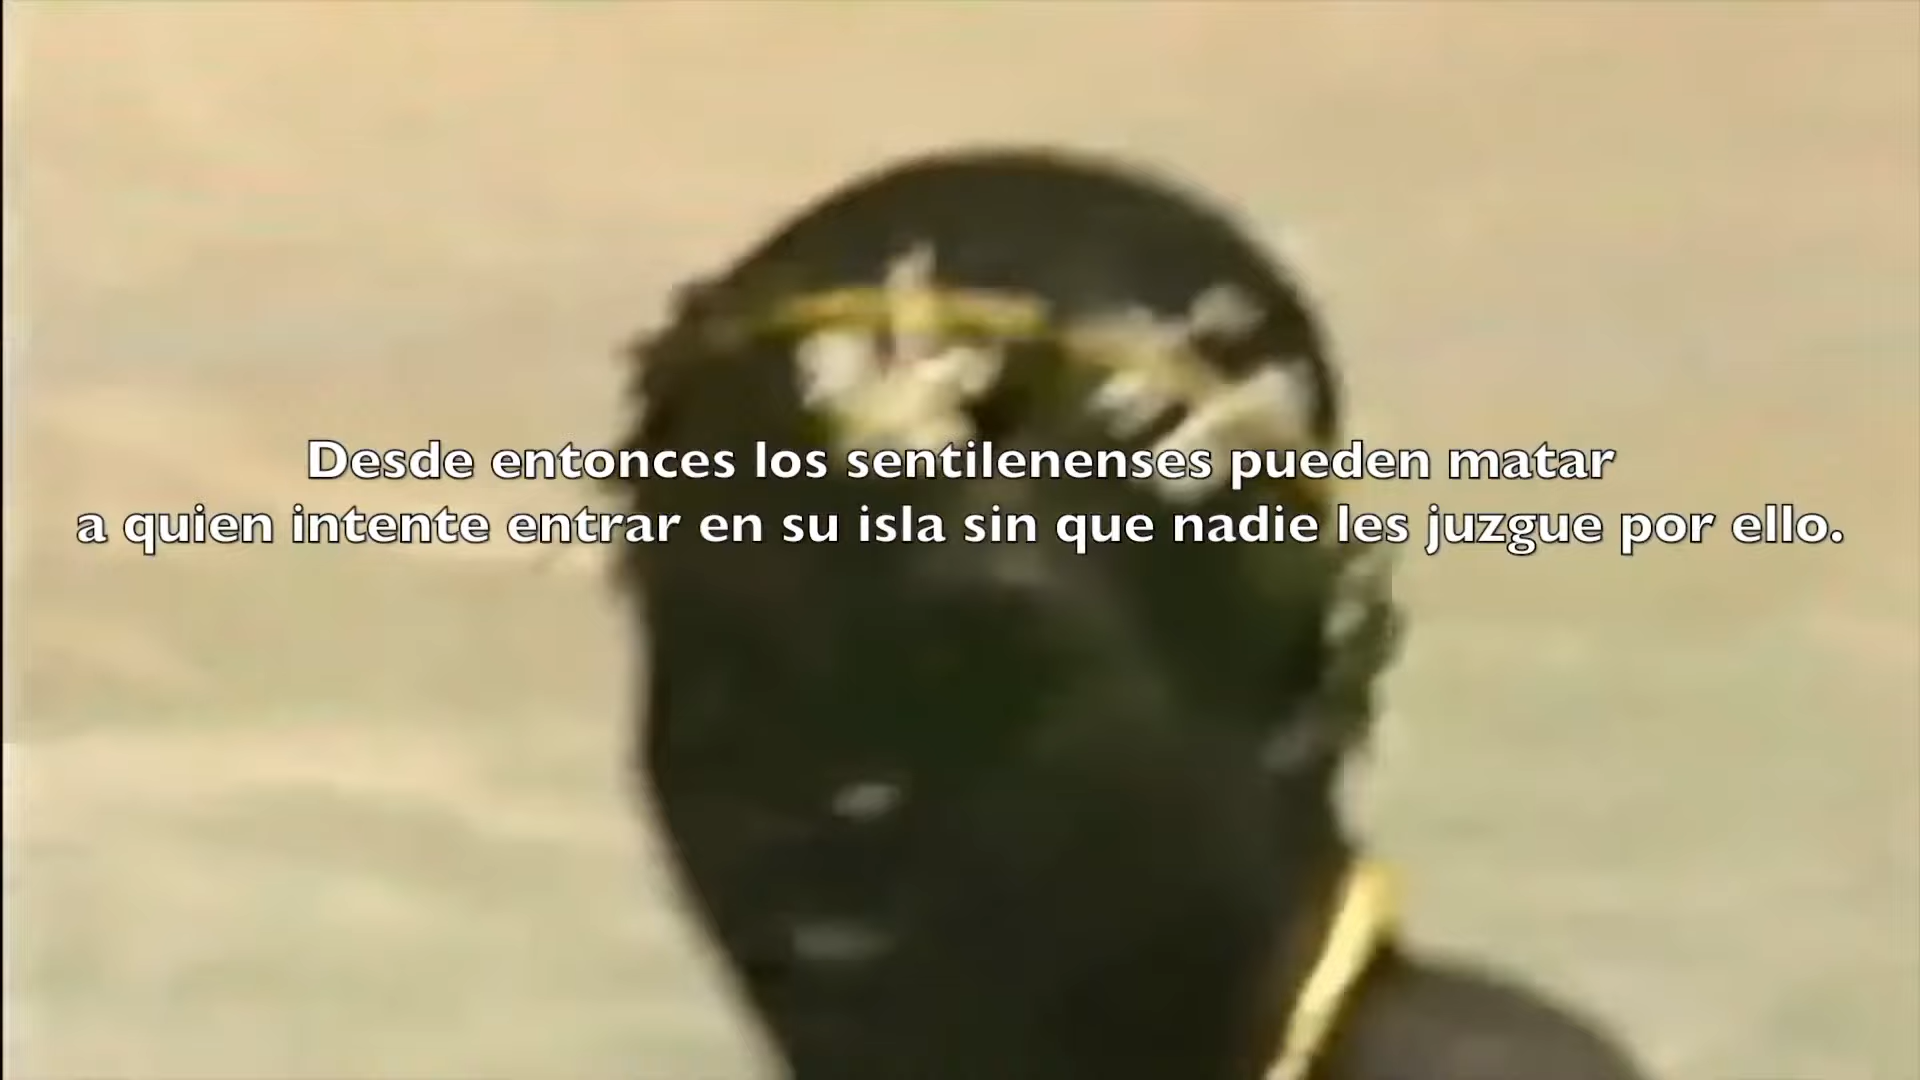 Desde entonces los sentilenenses pueden matar
a quien intente entrar en su isla sin que nadie les juzgue por ello.